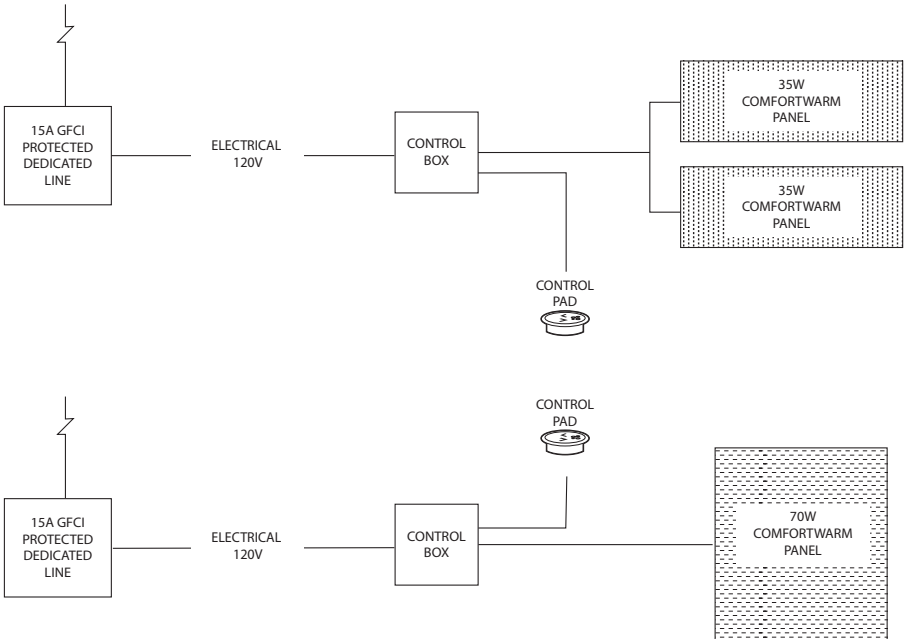 35W
COMFORTWARM
PANEL
15A GFCI
PROTECTED
DEDICATED
LINE
ELECTRICAL
120V
CONTROL
BOX
35W
COMFORTWARM
PANEL
CONTROL
PAD
CONTROL
PAD
15A GFCI
PROTECTED
DEDICATED
LINE
ELECTRICAL
120V
CONTROL
BOX
70W
COMFORTWARM
PANEL